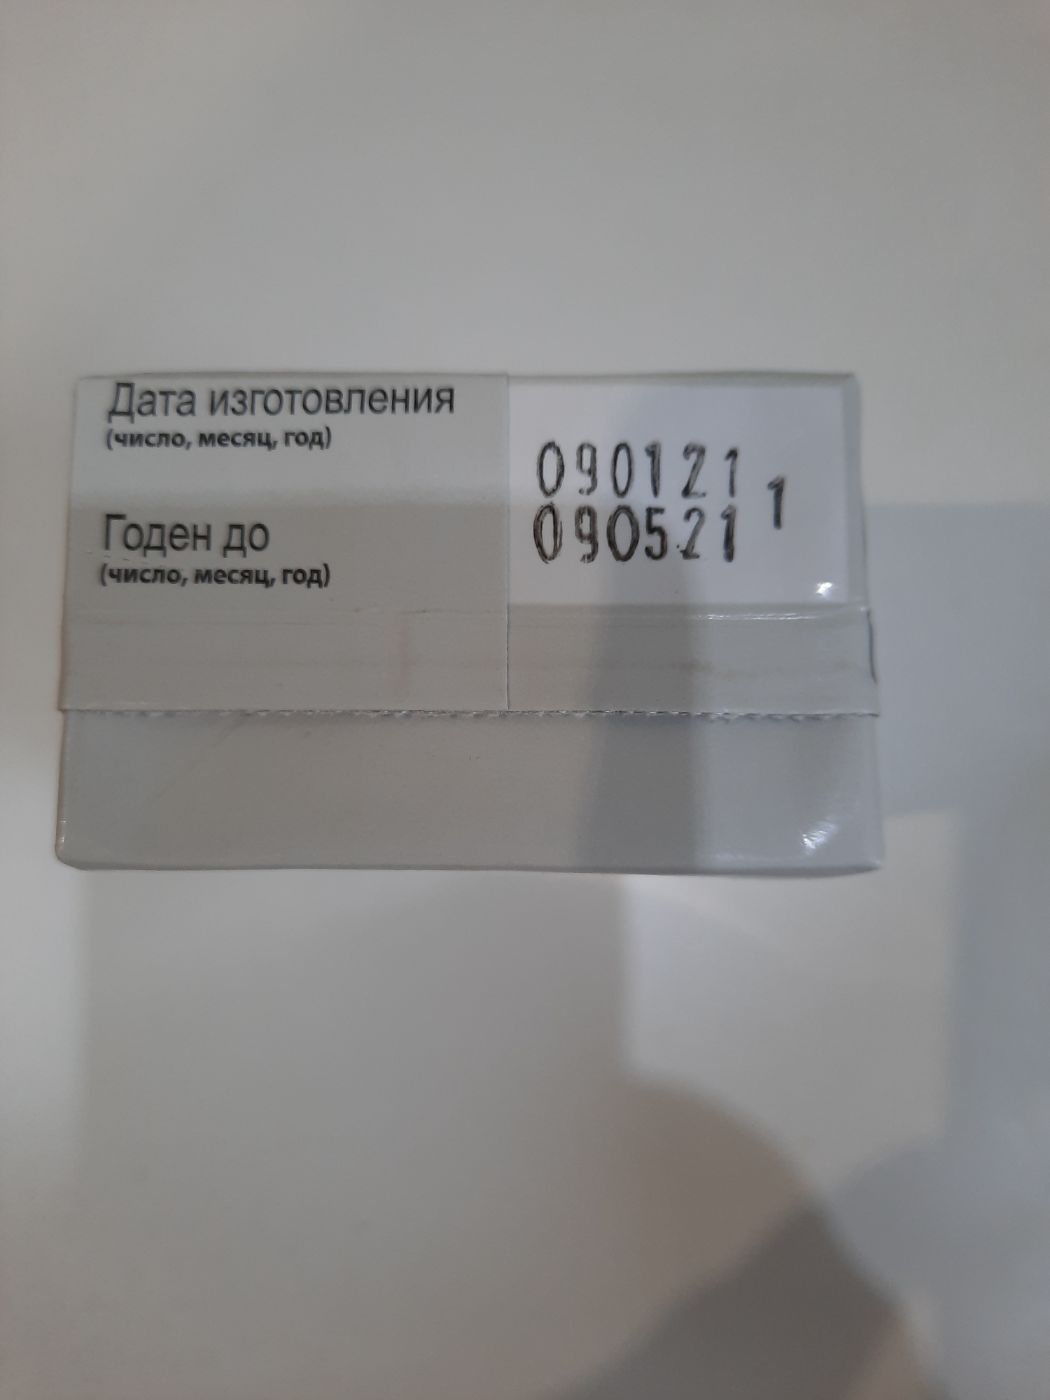 Дата изготовления
(число, месяц, год)
090121
Годен до
090521 1
(число, месяц, год)